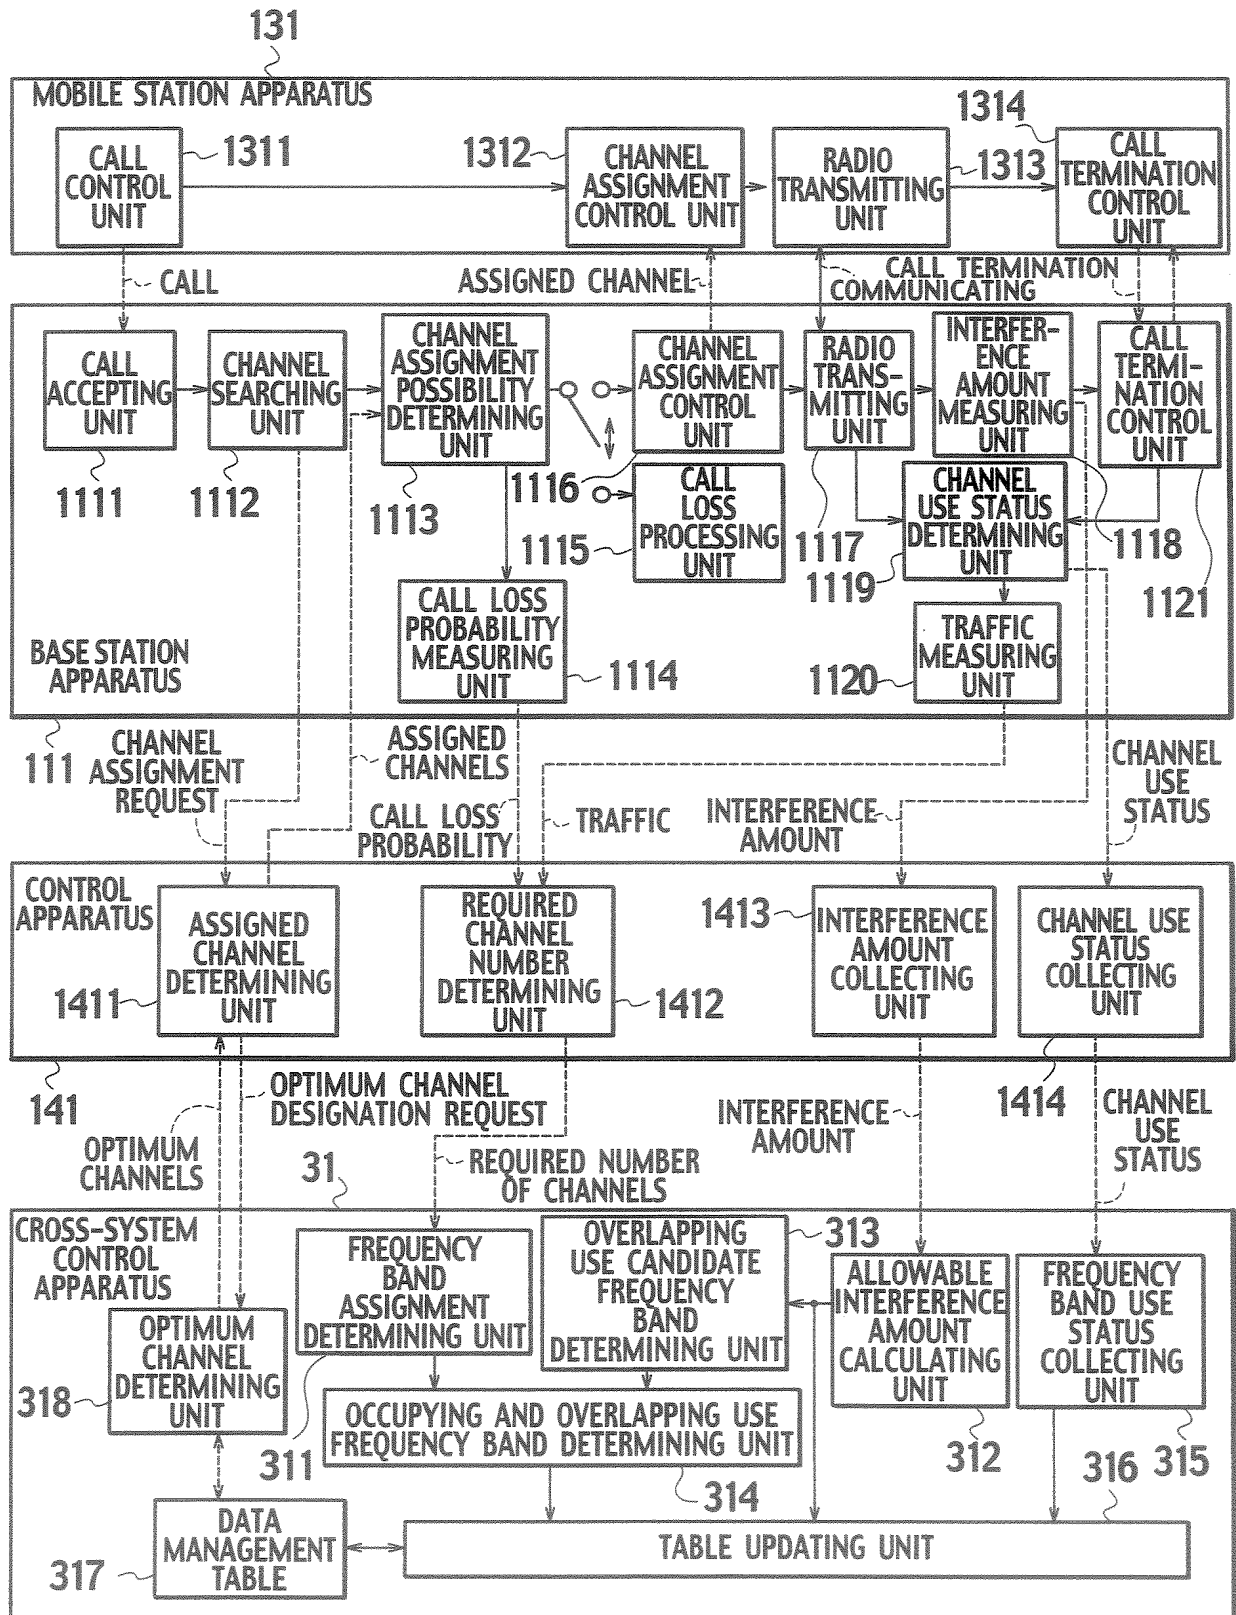 131
MOBILE STATION APPARATUS
CALL
CONTROL
UNIT
1311
1312
CHANNEL
ASSIGNMENT
CONTROL UNIT
RADIO
TRANSMITTING
UNIT
1313
1314
CALL
TERMINATION
CONTROL
UNIT
CALL
ASSIGNED CHANNEL
CALL TERMINATION
COMMUNICATING
CALL
ACCEPTING
UNIT
1111
CHANNEL
SEARCHING
UNIT
1112
CHANNEL
ASSIGNMENT
POSSIBILITY
DETERMINING
UNIT
1113
CHANNEL
ASSIGNMENT
CONTROL
UNIT
1116
CALL
LOSS
PROCESSING
UNIT
1115
RADIO
TRANS-
MITTING
UNIT
1117
INTERFER-
ENCE
AMOUNT
MEASURING
UNIT
1118
CALL
TERMI-
NATION
CONTROL
UNIT
1121
CHANNEL
USE STATUS
DETERMINING
UNIT
1119
CALL LOSS
PROBABILITY
MEASURING
UNIT
1114
TRAFFIC
MEASURING
UNIT
1120
BASE STATION
APPARATUS
111
CHANNEL
ASSIGNMENT
REQUEST
ASSIGNED
CHANNELS
CALL LOSS
PROBABILITY
TRAFFIC
INTERFERENCE
AMOUNT
CHANNEL
USE
STATUS
CONTROL
APPARATUS
ASSIGNED
CHANNEL
DETERMINING
UNIT
1411
REQUIRED
CHANNEL
NUMBER
DETERMINING
UNIT
1412
1413
INTERFERENCE
AMOUNT
COLLECTING
UNIT
CHANNEL USE
STATUS
COLLECTING
UNIT
1414
141
OPTIMUM CHANNEL
DESIGNATION REQUEST
OPTIMUM
CHANNELS
REQUIRED NUMBER
OF CHANNELS
INTERFERENCE
AMOUNT
CHANNEL
USE
STATUS
31
CROSS-SYSTEM
CONTROL
APPARATUS
FREQUENCY
BAND
ASSIGNMENT
DETERMINING UNIT
311
OVERLAPPING
USE CANDIDATE
FREQUENCY
BAND
DETERMINING UNIT
313
ALLOWABLE
INTERFERENCE
AMOUNT
CALCULATING
UNIT
312
FREQUENCY
BAND USE
STATUS
COLLECTING
UNIT
315
OPTIMUM
CHANNEL
DETERMINING
UNIT
318
OCCUPYING AND OVERLAPPING USE
FREQUENCY BAND DETERMINING UNIT
314
316
DATA
MANAGEMENT
TABLE
317
TABLE UPDATING UNIT